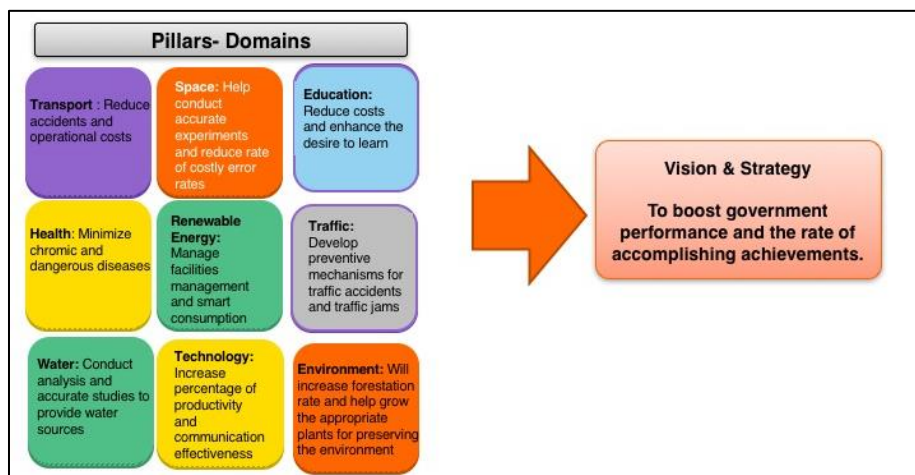 Pillars- Domains
Transport : Reduce
accidents and
operational costs
Space: Help
conduct
accurate
experiments
and reduce rate
of costly error
rates
Education:
Reduce costs
and enhance the
desire to learn
Health: Minimize
chronic and
dangerous diseases
Renewable
Energy:
Manage
facilities
management
and smart
consumption
Traffic:
Develop
preventive
mechanisms for
traffic accidents
and traffic jams
Water: Conduct
analysis and
accurate studies to
provide water
sources
Technology:
Increase
percentage of
productivity
and
communication
effectiveness
Environment: Will
increase forestation
rate and help grow
the appropriate
plants for preserving
the environment
Vision & Strategy
To boost government
performance and the rate of
accomplishing achievements.